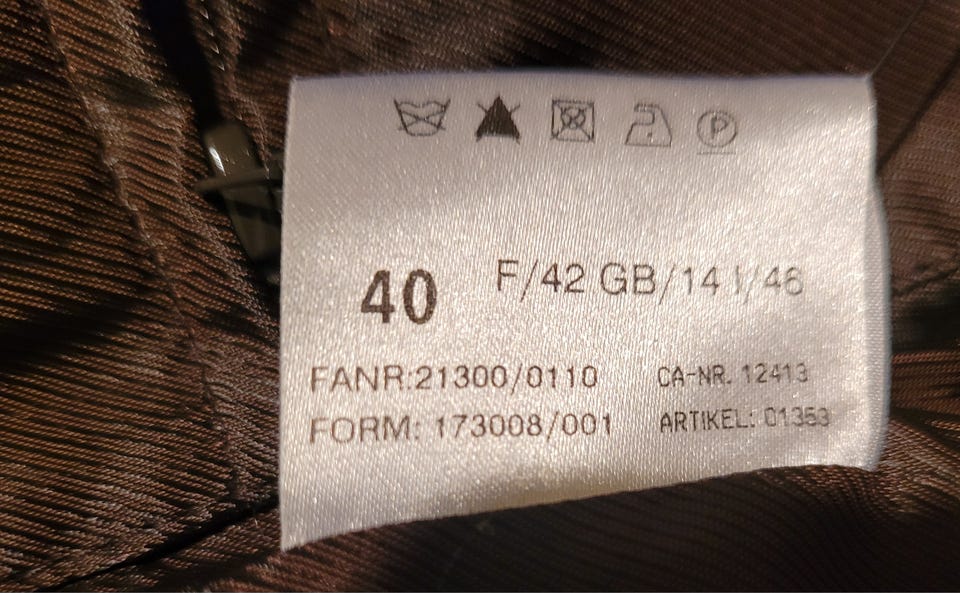 P
40 F/42 GB/14 I/46
FANR:21300/0110 CA-NR. 12413
FORM: 173008/001 ARTIKEL: 01353